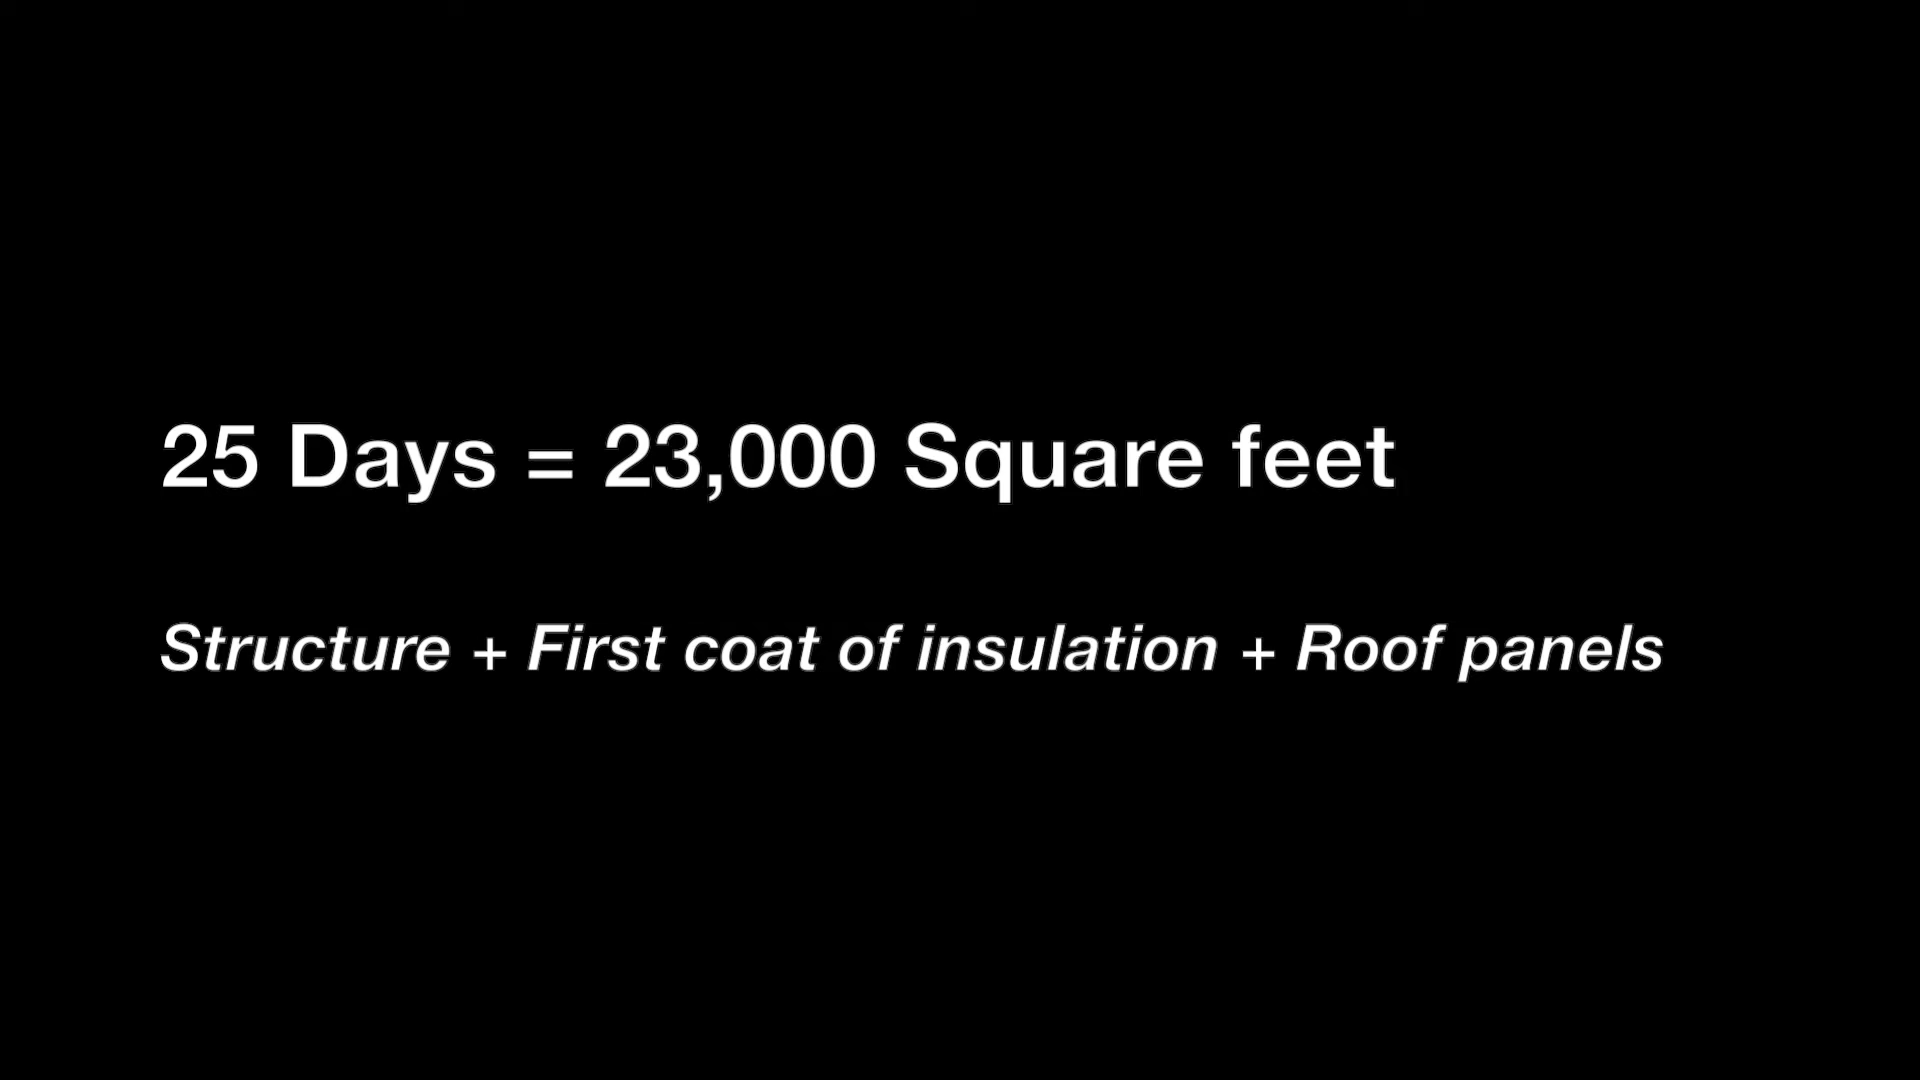 25 Days = 23,000 Square feet
Structure + First coat of insulation + Roof panels